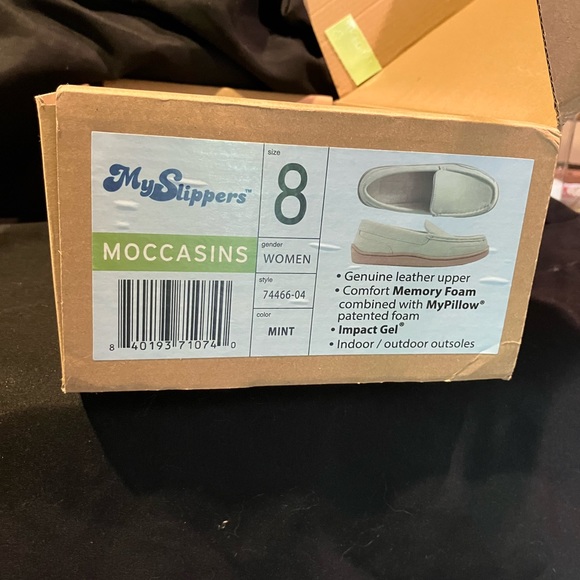 MySlippers™
MOCCASINS
8 40193 71074 0
size
8
gender
WOMEN
style
74466-04
color
MINT
• Genuine leather upper
• Comfort Memory Foam
combined with MyPillow®
patented foam
• Impact Gel®
• Indoor / outdoor outsoles